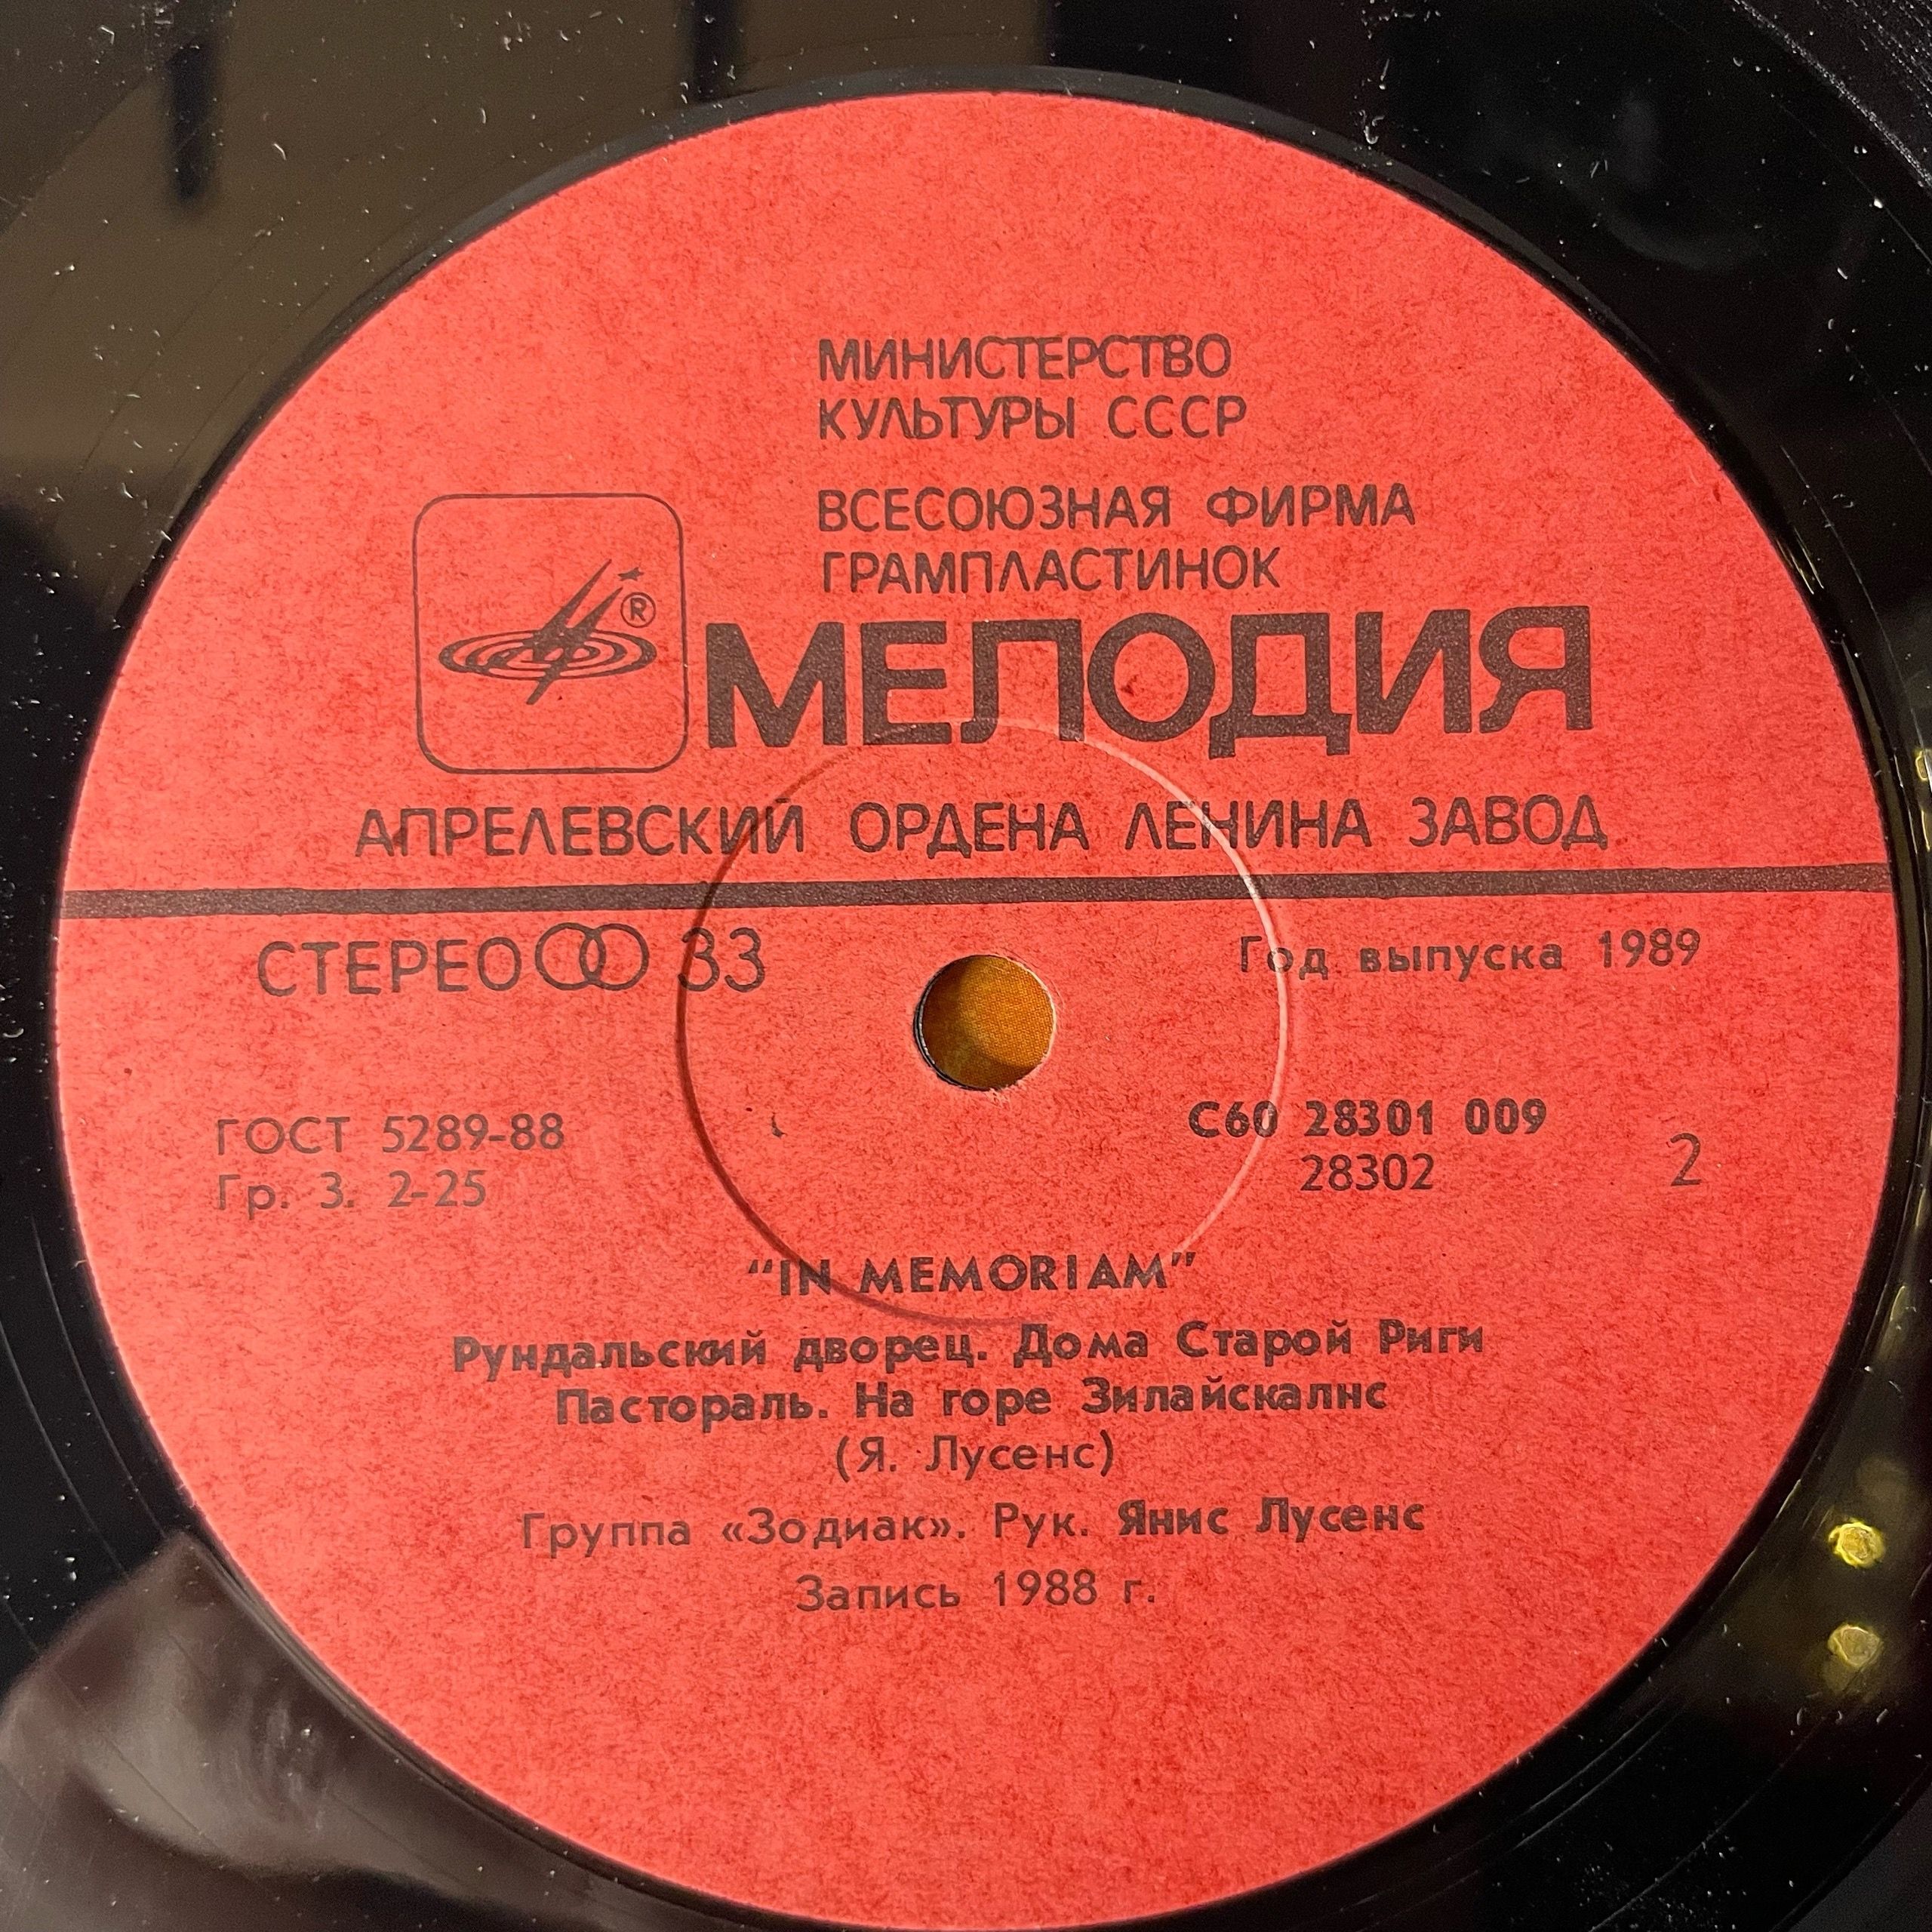 МИНИСТЕРСТВО
КУЛЬТУРЫ СССР
ВСЕСОЮЗНАЯ ФИРМА
ГРАМПЛАСТИНОК
®
МЕЛОДИЯ
АПРЕЛЕВСКИЙ ОРДЕНА ЛЕНИНА ЗАВОД
СТЕРЕО 33
Год выпуска 1989
ГОСТ 5289-88
Гр. 3. 2-25
С60 28301 009
28302
2
“IN MEMORIAM”
Рундальский дворец. Дома Старой Риги
Пастораль. На горе Зилайскалнс
(Я. Лусенс)
Группа «Зодиак». Рук. Янис Лусенс
Запись 1988 г.